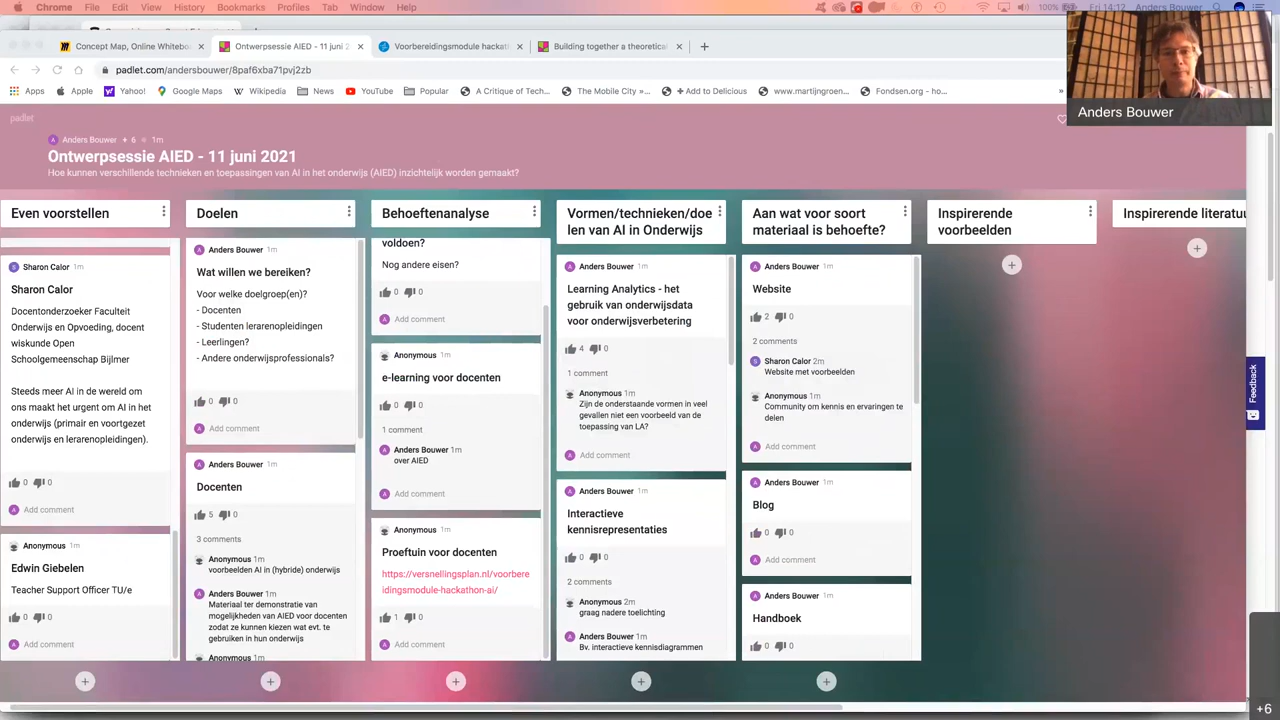 Chrome File Edit View History Bookmarks Profiles Tab Window Help
100%
Fri 14:12 Anders Bouwer
Concept Map, Online Whitebo
Ontwerpsessie AIED - 11 juni 2
Voorbereidingsmodule hackat
Building together a theoretical
padlet.com/andersbouwer/8paf6xba71pvj2zb
Apps Apple Yahoo! Google Maps Wikipedia News YouTube Popular A Critique of Tech... The Mobile City »... + Add to Delicious www.martijngroen... Fondsen.org - ho... »
Anders Bouwer
padlet
Anders Bouwer + 6 1m
Ontwerpsessie AIED - 11 juni 2021
Hoe kunnen verschillende technieken en toepassingen van AI in het onderwijs (AIED) inzichtelijk worden gemaakt?
Even voorstellen
Sharon Calor 1m
Sharon Calor
Docentonderzoeker Faculteit
Onderwijs en Opvoeding, docent
wiskunde Open
Schoolgemeenschap Bijlmer
Steeds meer AI in de wereld om
ons maakt het urgent om AI in het
onderwijs (primair en voortgezet
onderwijs en lerarenopleidingen).
0 0
Add comment
Anonymous 1m
Edwin Giebelen
Teacher Support Officer TU/e
0 0
Add comment
Doelen
Anders Bouwer 1m
Wat willen we bereiken?
Voor welke doelgroep(en)?
- Docenten
- Studenten lerarenopleidingen
- Leerlingen?
- Andere onderwijsprofessionals?
0 0
Add comment
Anders Bouwer 1m
Docenten
5 0
3 comments
Anonymous 1m
voorbeelden AI in (hybride) onderwijs
Anders Bouwer 1m
Materiaal ter demonstratie van
mogelijkheden van AIED voor docenten
zodat ze kunnen kiezen wat evt. te
gebruiken in hun onderwijs
Anonymous 1m
Behoeftenanalyse
voldoen?
Nog andere eisen?
0 0
Add comment
Anonymous 1m
e-learning voor docenten
0 0
1 comment
Anders Bouwer 1m
over AIED
Add comment
Anonymous 1m
Proeftuin voor docenten
https://versnellingsplan.nl/voorbere
idingsmodule-hackathon-ai/
1 0
Add comment
Vormen/technieken/doe
len van AI in Onderwijs
Anders Bouwer 1m
Learning Analytics - het
gebruik van onderwijsdata
voor onderwijsverbetering
4 0
1 comment
Anonymous 1m
Zijn de onderstaande vormen in veel
gevallen niet een voorbeeld van de
toepassing van LA?
Add comment
Anders Bouwer 1m
Interactieve
kennisrepresentaties
0 0
2 comments
Anonymous 2m
graag nadere toelichting
Anders Bouwer 1m
Bv. interactieve kennisdiagrammen
Aan wat voor soort
materiaal is behoefte?
Anders Bouwer 1m
Website
2 0
2 comments
Sharon Calor 2m
Website met voorbeelden
Anonymous 1m
Community om kennis en ervaringen te
delen
Add comment
Anders Bouwer 1m
Blog
0 0
Add comment
Anders Bouwer 1m
Handboek
0 0
Inspirerende
voorbeelden
Inspirerende literatuu
Feedback
+6